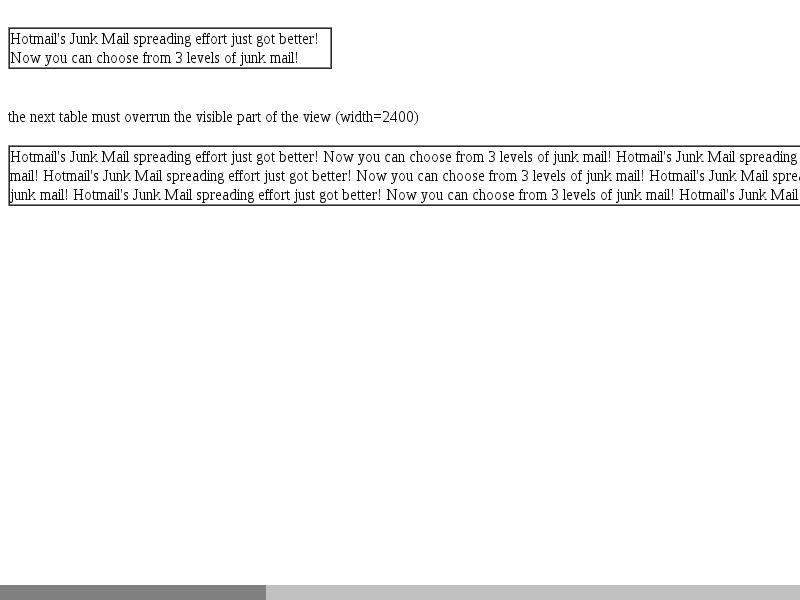 Hotmail's Junk Mail spreading effort just got better!
Now you can choose from 3 levels of junk mail!
the next table must overrun the visible part of the view (width=2400)
Hotmail's Junk Mail spreading effort just got better! Now you can choose from 3 levels of junk mail! Hotmail's Junk Mail spreading
mail! Hotmail's Junk Mail spreading effort just got better! Now you can choose from 3 levels of junk mail! Hotmail's Junk Mail
junk mail! Hotmail's Junk Mail spreading effort just got better! Now you can choose from 3 levels of junk mail! Hotmail's Junk Mail